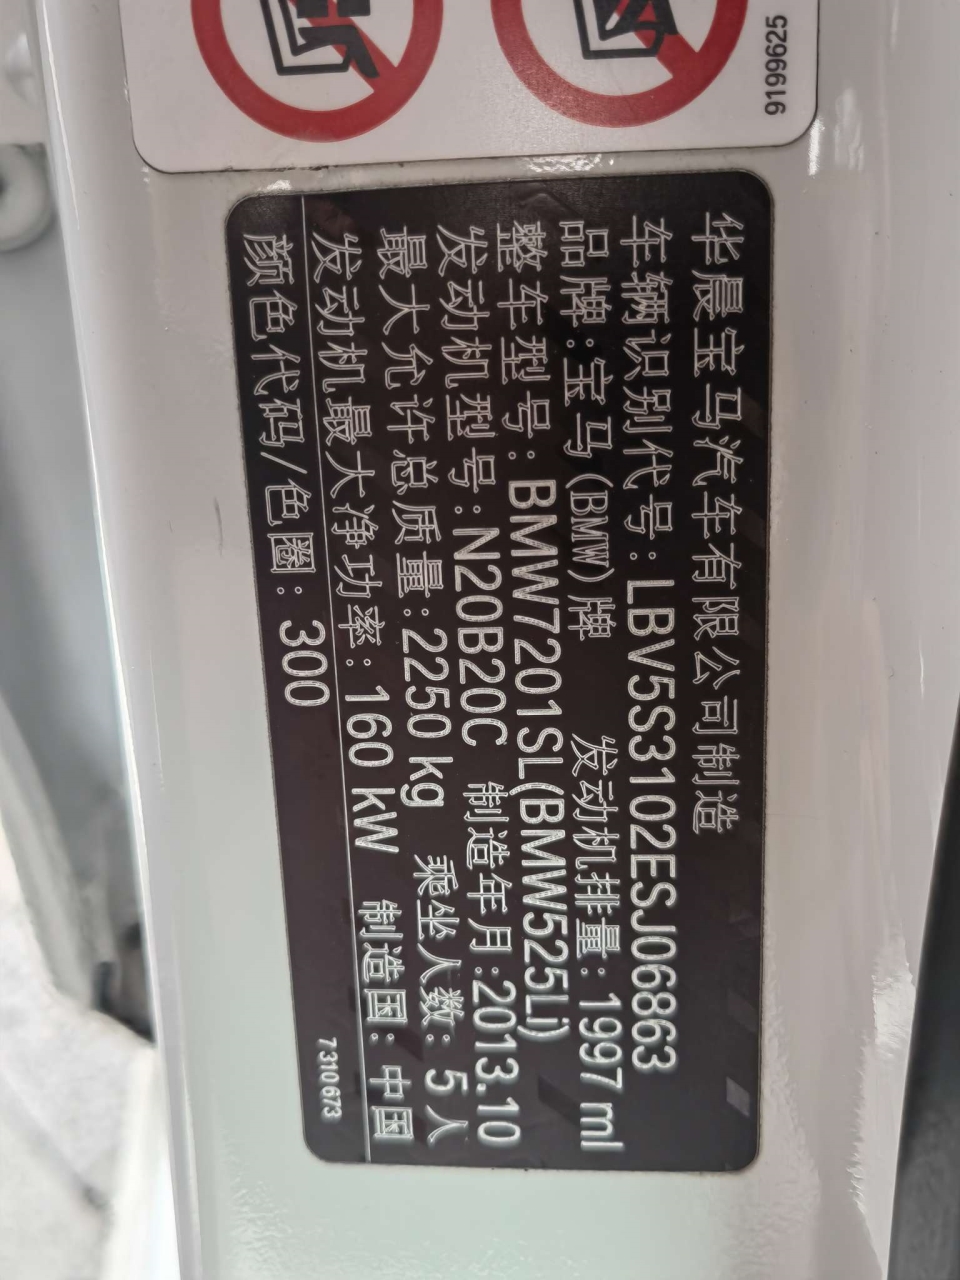 9199625
华晨宝马汽车有限公司制造
车辆识别代号:LBV5S3102ESJ06863
品牌:宝马(BMW)牌 发动机排量:1997 ml
整车型号:BMW7201SL(BMW525Li)
发动机型号:N20B20C 制造年月:2013.10
最大允许总质量:2250 kg 乘坐人数: 5 人
发动机最大净功率:160 kW 制造国: 中国
颜色代码/色圈: 300
7310673